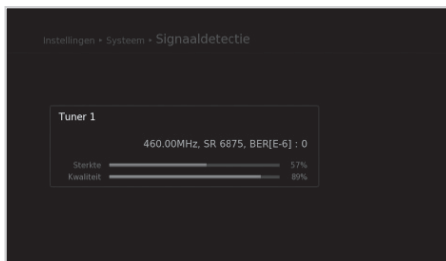 Instellingen • Systeem • Signaaldetectie
Tuner 1
460.00MHz, SR 6875, BER[E-6] : 0
Sterkte 57%
Kwaliteit 89%